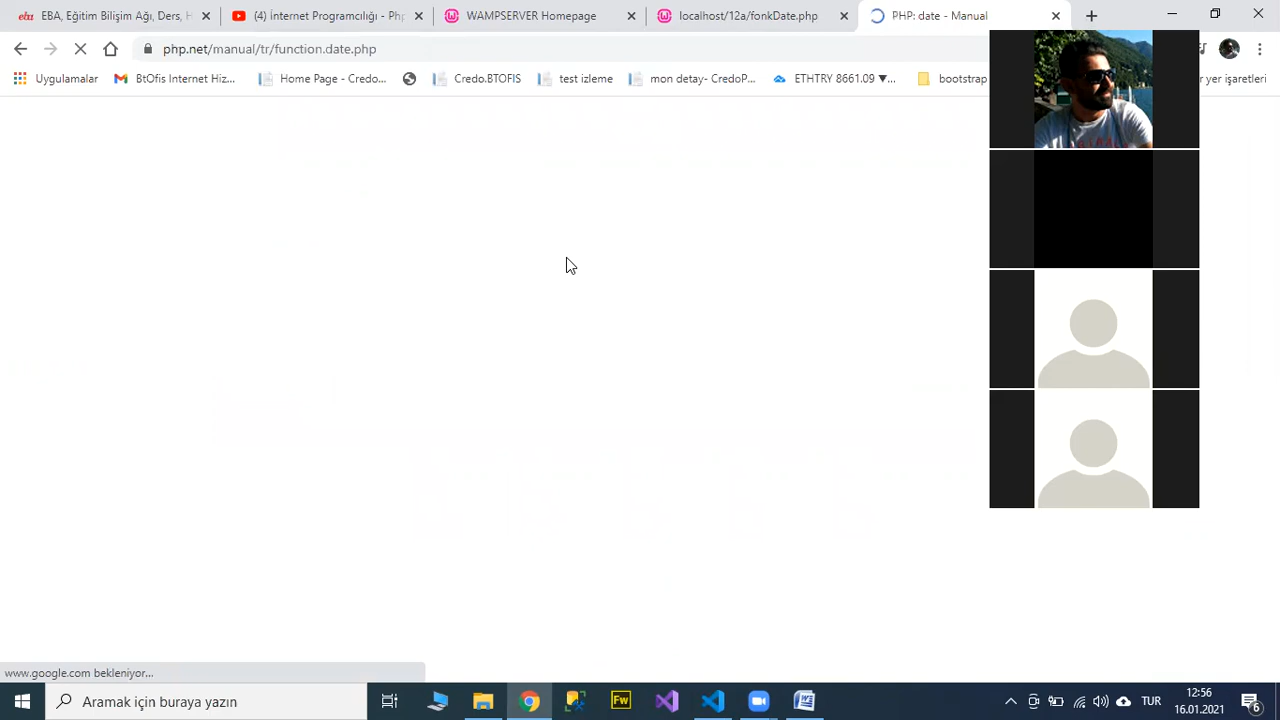 EBA, Eğitim Bilişim Ağı, Ders, H
(4) İnternet Programcılığı - Php
WAMPSERVER Homepage
localhost/12a/fonkDate.php
PHP: date - Manual
php.net/manual/tr/function.date.php
Uygulamalar
BtOfis Internet Hiz...
Home Page - Credo...
Credo.BTOFIS
test izleme
mon detay- CredoP...
ETHTRY 8661.09 ▼...
bootstrap
er yer işaretleri
www.google.com bekleniyor...
Aramak için buraya yazın
Fw
TUR
12:56
16.01.2021
6